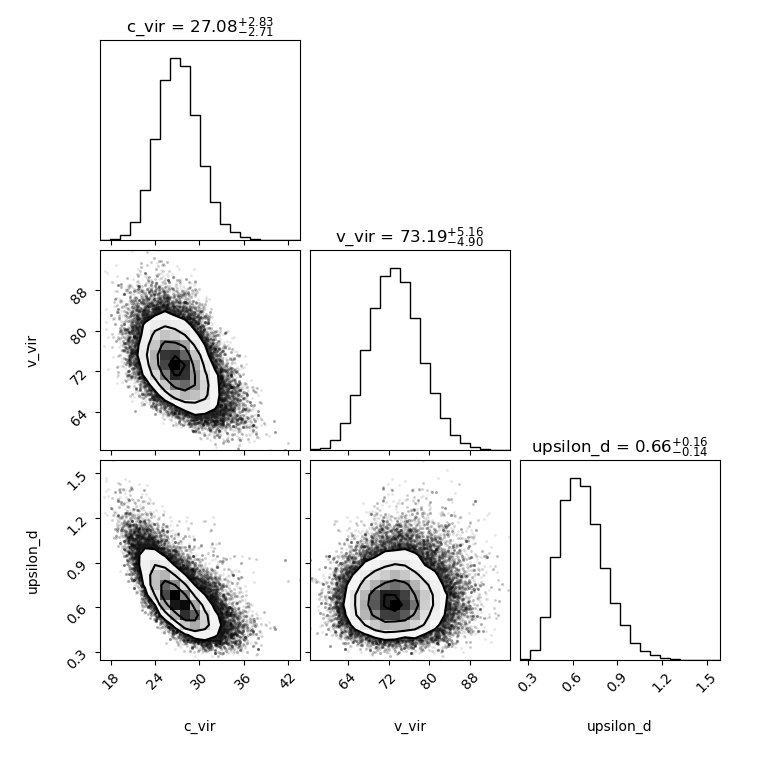 c_vir = 27.08+2.83−2.71
v_vir = 73.19+5.16−4.90
88
80
72
64
v_vir
upsilon_d = 0.66+0.16−0.14
1.5
1.2
0.9
0.6
0.3
upsilon_d
18 24 30 36 42 64 72 80 88 0.3 0.6 0.9 1.2 1.5
c_vir v_vir upsilon_d